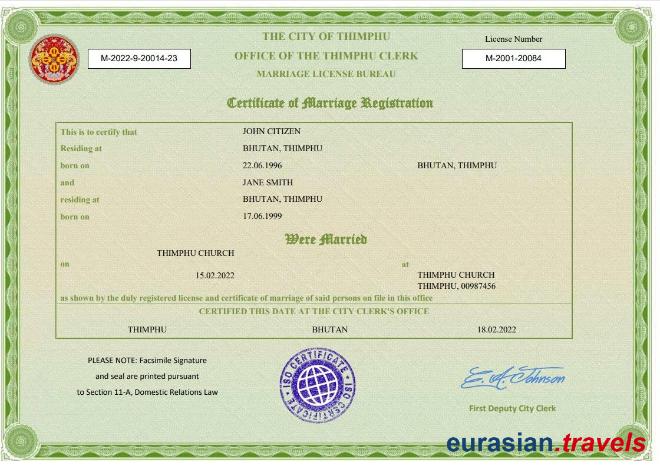 THE CITY OF THIMPHU
License Number
M-2022-9-20014-23
OFFICE OF THE THIMPHU CLERK
M-2001-20084
MARRIAGE LICENSE BUREAU
Certificate of Marriage Registration
This is to certify that JOHN CITIZEN
Residing at BHUTAN, THIMPHU
born on 22.06.1996 BHUTAN, THIMPHU
and JANE SMITH
residing at BHUTAN, THIMPHU
born on 17.06.1999
Were Married
THIMPHU CHURCH
on at
15.02.2022 THIMPHU CHURCH
THIMPHU, 00987456
as shown by the duly registered license and certificate of marriage of said persons on file in this office
CERTIFIED THIS DATE AT THE CITY CLERK'S OFFICE
THIMPHU BHUTAN 18.02.2022
PLEASE NOTE: Facsimile Signature
and seal are printed pursuant
to Section 11-A, Domestic Relations Law
ISO CERTIFICATE
ISO CERTIFICATE
E. A. Johnson
First Deputy City Clerk
eurasian.travels